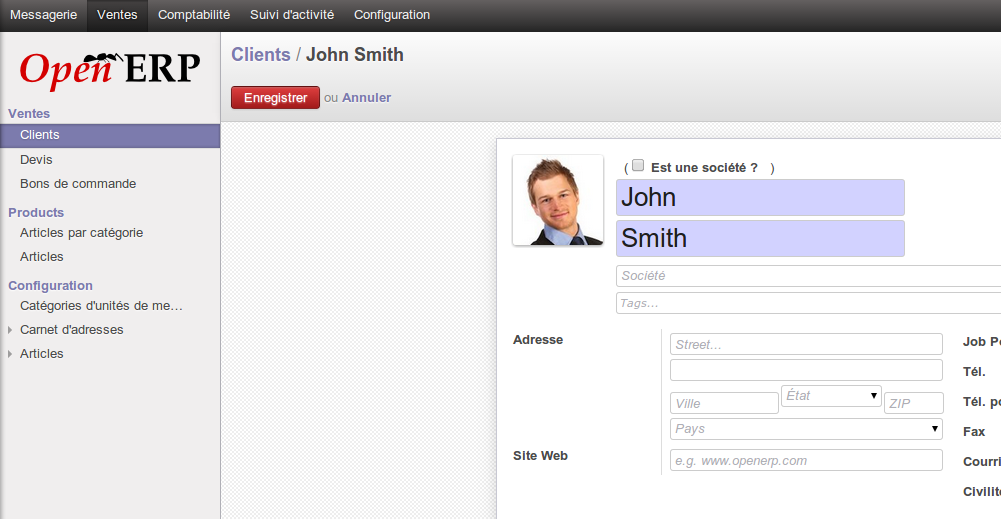 Messagerie Ventes Comptabilité Suivi d'activité Configuration
Open ERP
Ventes
Clients
Devis
Bons de commande
Products
Articles par catégorie
Articles
Configuration
Catégories d'unités de me…
Carnet d'adresses
Articles
Clients / John Smith
Enregistrer ou Annuler
( Est une société ? )
John
Smith
Société
Tags...
Adresse
Street...
Ville État ZIP
Pays
Site Web e.g. www.openerp.com
Job Po
Tél.
Tél. po
Fax
Courri
Civilité